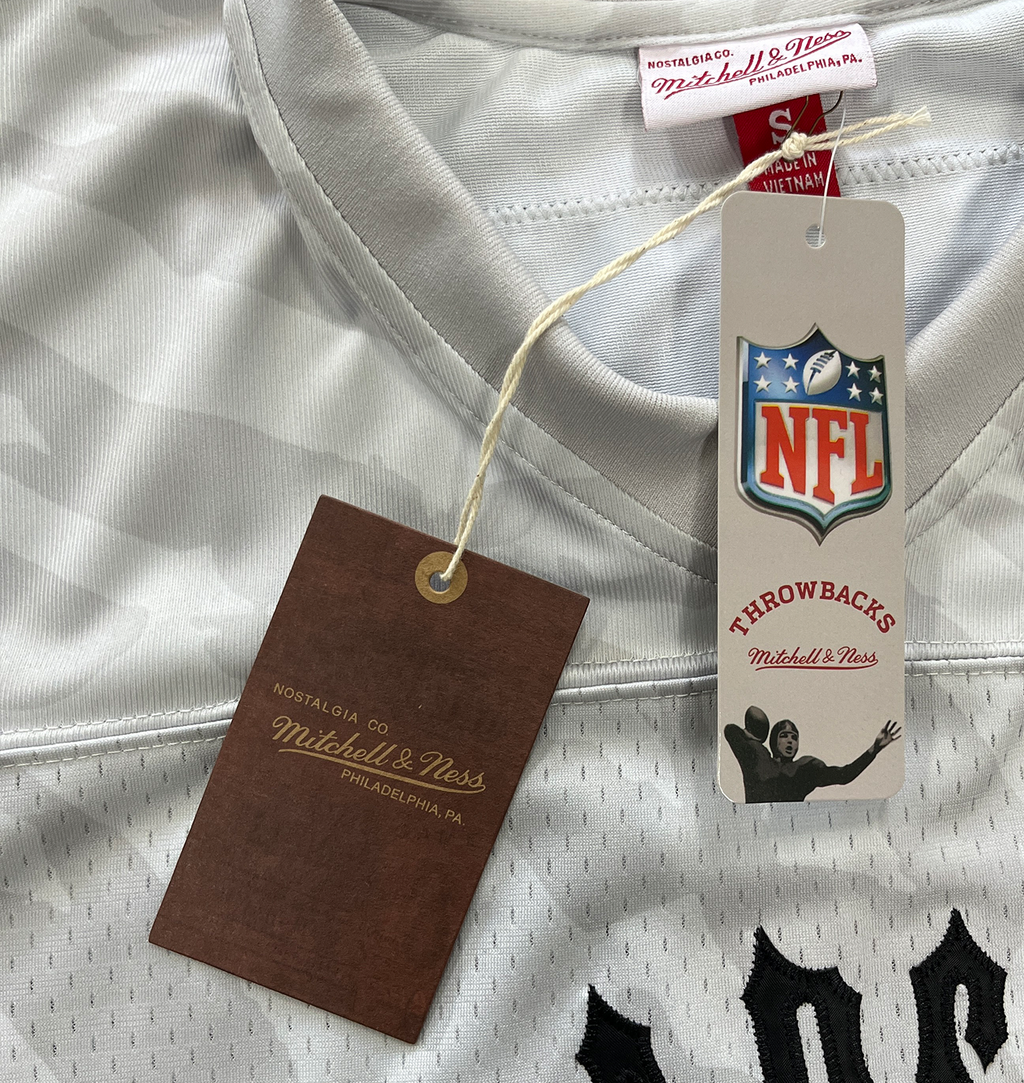 NOSTALGIA CO.
Mitchell & Ness
PHILADELPHIA, PA.
S
MADE IN
VIETNAM
NFL
THROWBACKS
Mitchell & Ness
NOSTALGIA CO.
Mitchell & Ness
PHILADELPHIA, PA.